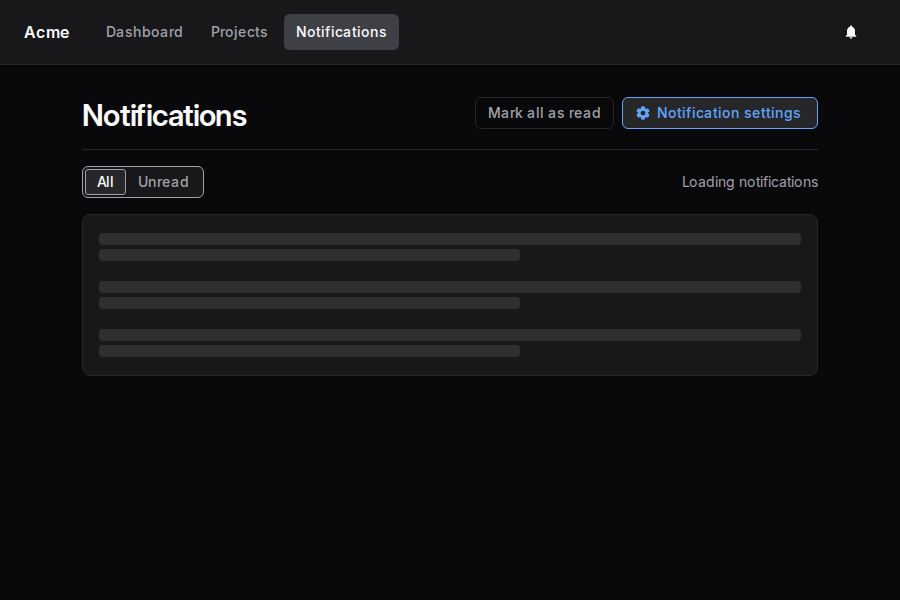 Acme Dashboard Projects Notifications
Notifications
Mark all as read Notification settings
All Unread Loading notifications